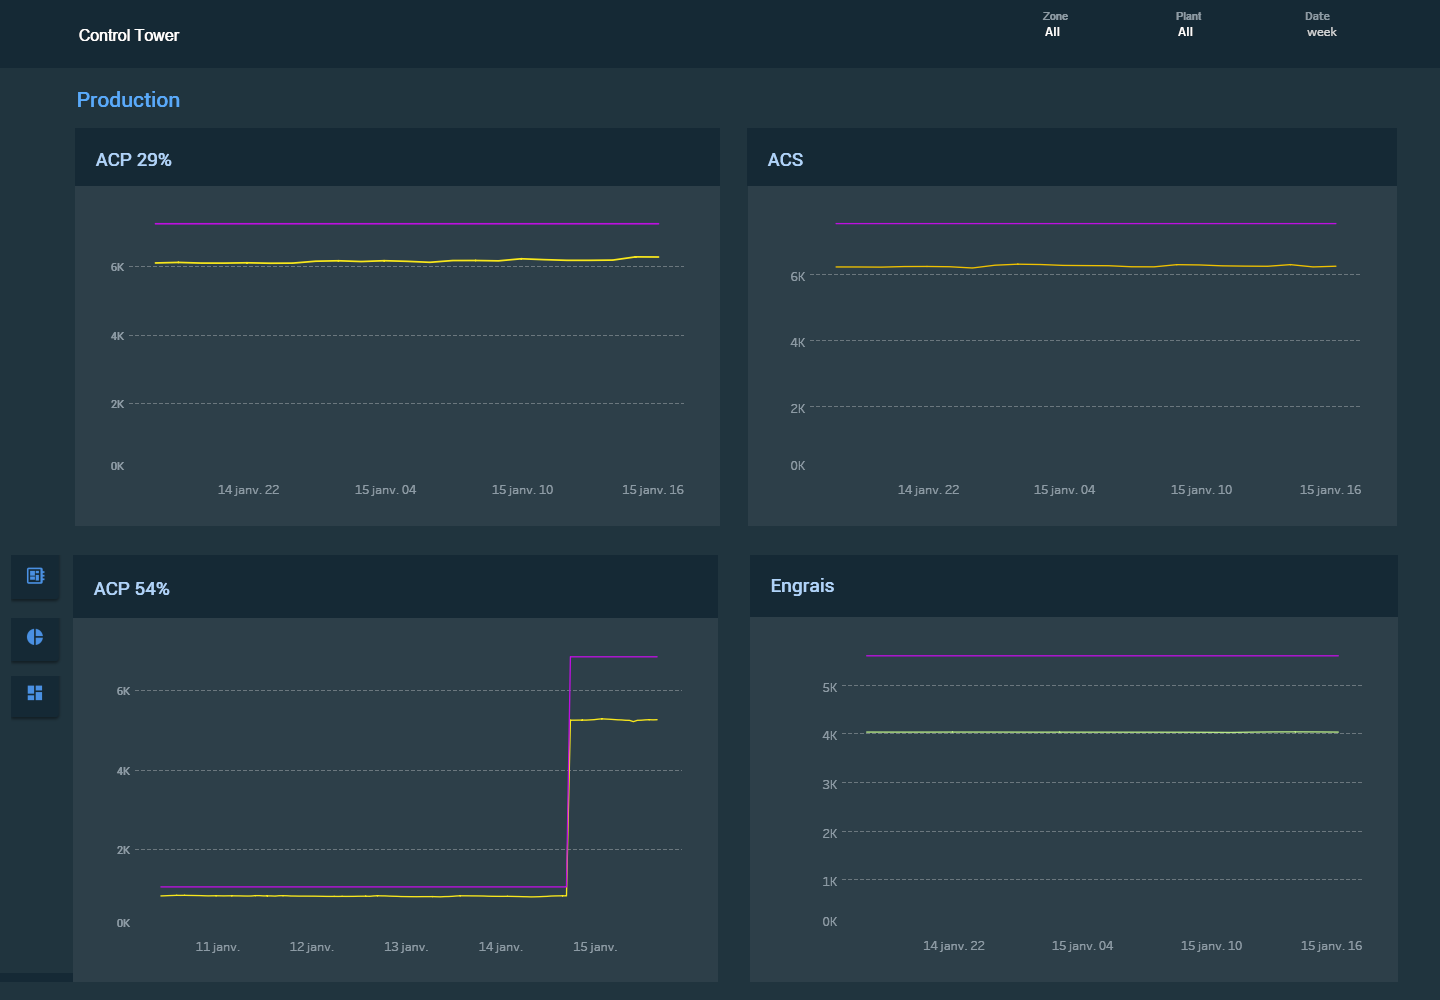 Control Tower
Zone
Plant
Date
All
All
week
Production
ACP 29%
6K
4K
2K
0K
14 janv. 22
15 janv. 04
15 janv. 10
15 janv. 16
ACS
6K
4K
2K
0K
14 janv. 22
15 janv. 04
15 janv. 10
15 janv. 16
ACP 54%
6K
4K
2K
0K
11 janv.
12 janv.
13 janv.
14 janv.
15 janv.
Engrais
5K
4K
3K
2K
1K
0K
14 janv. 22
15 janv. 04
15 janv. 10
15 janv. 16